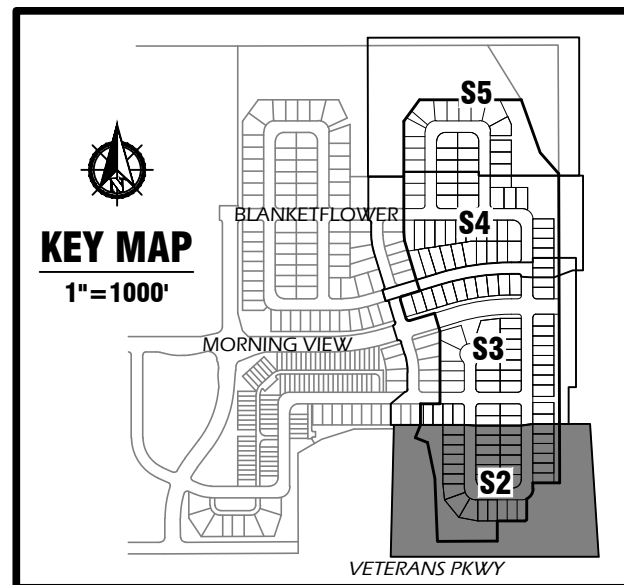 S5
N
BLANKETFLOWER
S4
KEY MAP
1"=1000'
MORNING VIEW
S3
S2
VETERANS PKWY